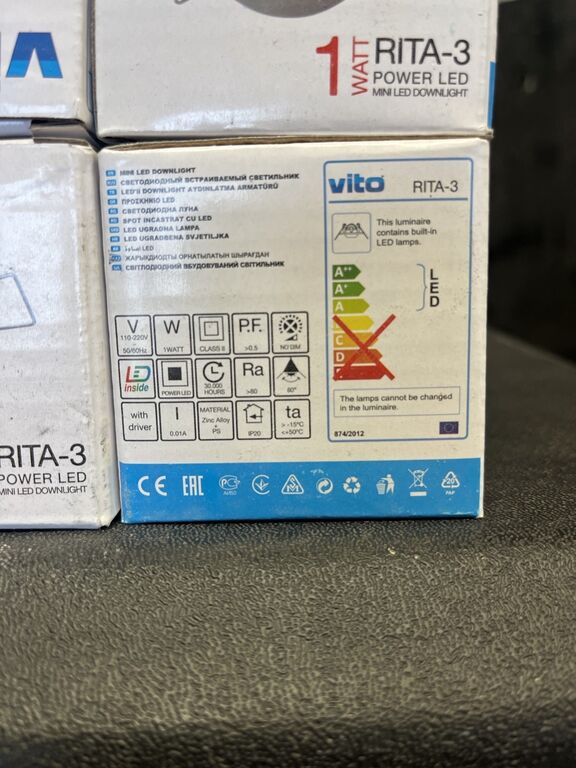 1 WATT
RITA-3
POWER LED
MINI LED DOWNLIGHT
MINI LED DOWNLIGHT
СВЕТОДИОДНЫЙ ВСТРАИВАЕМЫЙ СВЕТИЛЬНИК
LED'Lİ DOWNLIGHT AYDINLATMA ARMATÜRÜ
СВЕТОДИОДНА ЛУНА
SPOT INCASTRAT CU LED
LED UGRADNA LAMPA
LED UGRADBENA SVJETILJKA
ЖАРЫҚДИОДТЫ ОРНАТЫЛАТЫН ШЫРАҒДАН
СВІТЛОДІОДНИЙ ВБУДОВУВАНИЙ СВІТИЛЬНИК
vito RITA-3
This luminaire
contains built-in
LED lamps.
A++
A+
A
C
D
LED
The lamps cannot be changed
in the luminaire.
874/2012
V
110-220V
50/60Hz
W
1WATT
CLASS II
P.F.
>0.5
NO DIM
LED
inside
POWER LED
30.000
HOURS
Ra
>80
60°
with
driver
I
0.01A
MATERIAL
Zinc Alloy
+
PS
IP20
ta
> -15°C
<+50°C
CE EAC
20
PAP
RITA-3
POWER LED
MINI LED DOWNLIGHT